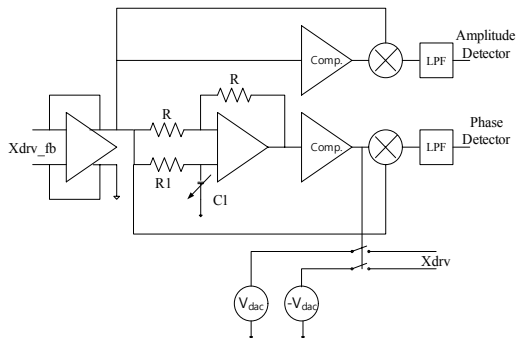 Amplitude
Detector
Comp.
LPF
R
R
Phase
Detector
Xdrv_fb
Comp.
LPF
R1
C1
Xdrv
Vdac
-Vdac